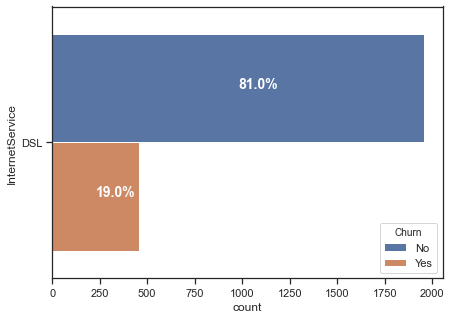 81.0%
InternetService
DSL
19.0%
Churn
No
Yes
0 250 500 750 1000 1250 1500 1750 2000
count